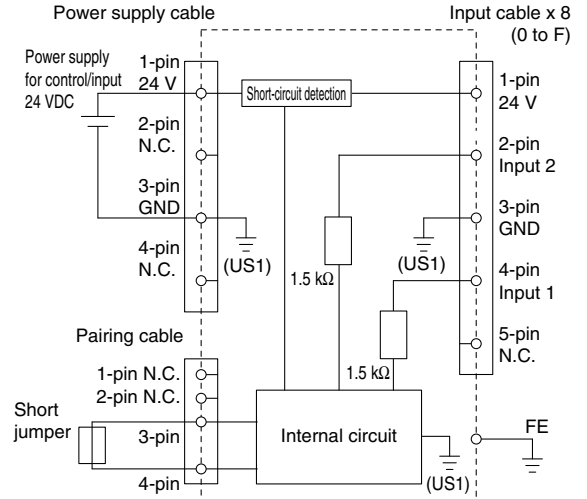 Power supply cable
Input cable x 8
(0 to F)
Power supply
for control/input
24 VDC
1-pin
24 V
2-pin
N.C.
3-pin
GND
4-pin
N.C.
(US1)
Short-circuit detection
1.5 kΩ
1.5 kΩ
(US1)
1-pin
24 V
2-pin
Input 2
3-pin
GND
4-pin
Input 1
5-pin
N.C.
Pairing cable
1-pin N.C.
2-pin N.C.
3-pin
4-pin
Short
jumper
Internal circuit
(US1)
FE